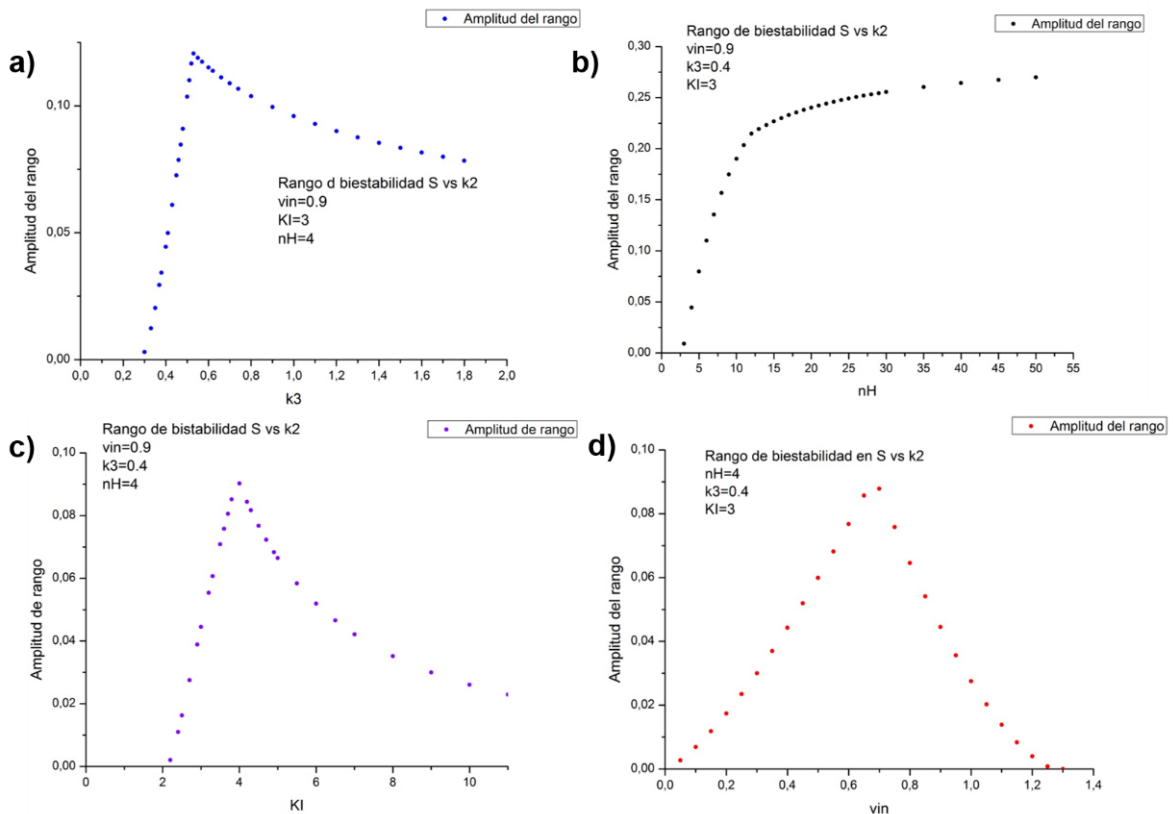 a)
Amplitud del rango
Amplitud del rango
0,10
0,05
0,00
Rango d biestabilidad S vs k2
vin=0.9
KI=3
nH=4
0,0 0,2 0,4 0,6 0,8 1,0 1,2 1,4 1,6 1,8 2,0
k3
b)
Amplitud del rango
Rango de biestabilidad S vs k2
vin=0.9
k3=0.4
KI=3
Amplitud del rango
0,30
0,25
0,20
0,15
0,10
0,05
0,00
0 5 10 15 20 25 30 35 40 45 50 55
nH
c)
Amplitud de rango
Rango de bistabilidad S vs k2
vin=0.9
k3=0.4
nH=4
Amplitud de rango
0,10
0,08
0,06
0,04
0,02
0,00
0 2 4 6 8 10
KI
d)
Amplitud del rango
Rango de biestabilidad en S vs k2
nH=4
k3=0.4
KI=3
Amplitud del rango
0,10
0,08
0,06
0,04
0,02
0,00
0,0 0,2 0,4 0,6 0,8 1,0 1,2 1,4
vin